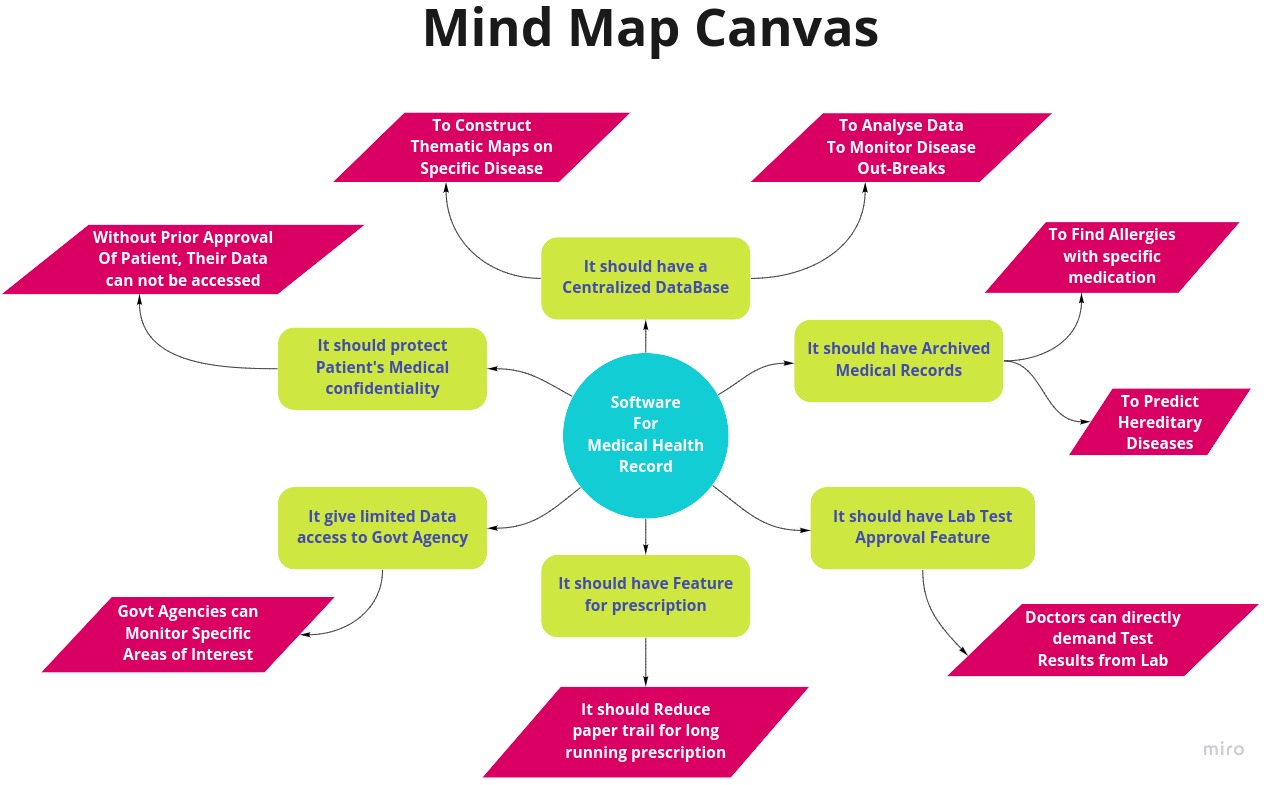 Mind Map Canvas
To Construct
Thematic Maps on
Specific Disease
To Analyse Data
To Monitor Disease
Out-Breaks
Without Prior Approval
Of Patient, Their Data
can not be accessed
To Find Allergies
with specific
medication
It should have a
Centralized DataBase
It should protect
Patient's Medical
confidentiality
It should have Archived
Medical Records
Software
For
Medical Health
Record
To Predict
Hereditary
Diseases
It give limited Data
access to Govt Agency
It should have Lab Test
Approval Feature
It should have Feature
for prescription
Govt Agencies can
Monitor Specific
Areas of Interest
Doctors can directly
demand Test
Results from Lab
It should Reduce
paper trail for long
running prescription
miro